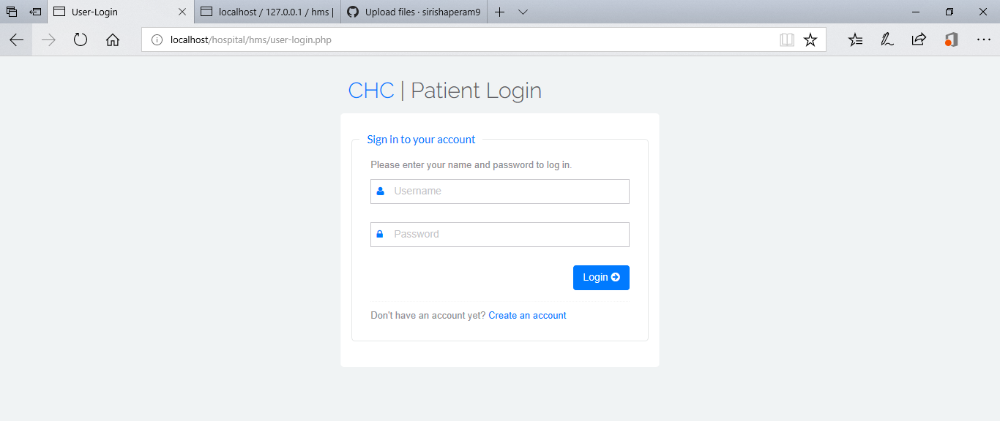 User-Login
localhost / 127.0.0.1 / hms |
Upload files · sirishaperam9
localhost/hospital/hms/user-login.php
CHC | Patient Login
Sign in to your account
Please enter your name and password to log in.
Username
Password
Login
Don't have an account yet? Create an account